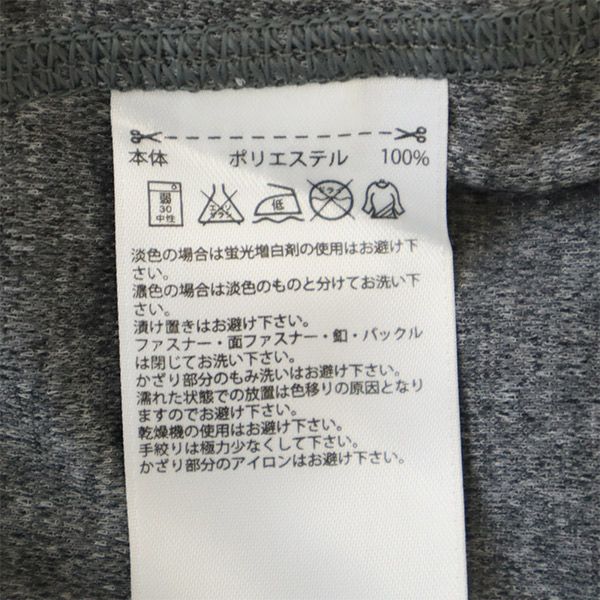 本体 ポリエステル 100%
弱
30
中性
エンソ
サラシ
低
ドライ
淡色の場合は蛍光増白剤の使用はお避け下
さい。
濃色の場合は淡色のものと分けてお洗い下
さい。
漬け置きはお避け下さい。
ファスナー・面ファスナー・釦・バックル
は閉じてお洗い下さい。
かざり部分のもみ洗いはお避け下さい。
濡れた状態での放置は色移りの原因となり
ますのでお避け下さい。
乾燥機の使用はお避け下さい。
手絞りは極力少なくして下さい。
かざり部分のアイロンはお避け下さい。